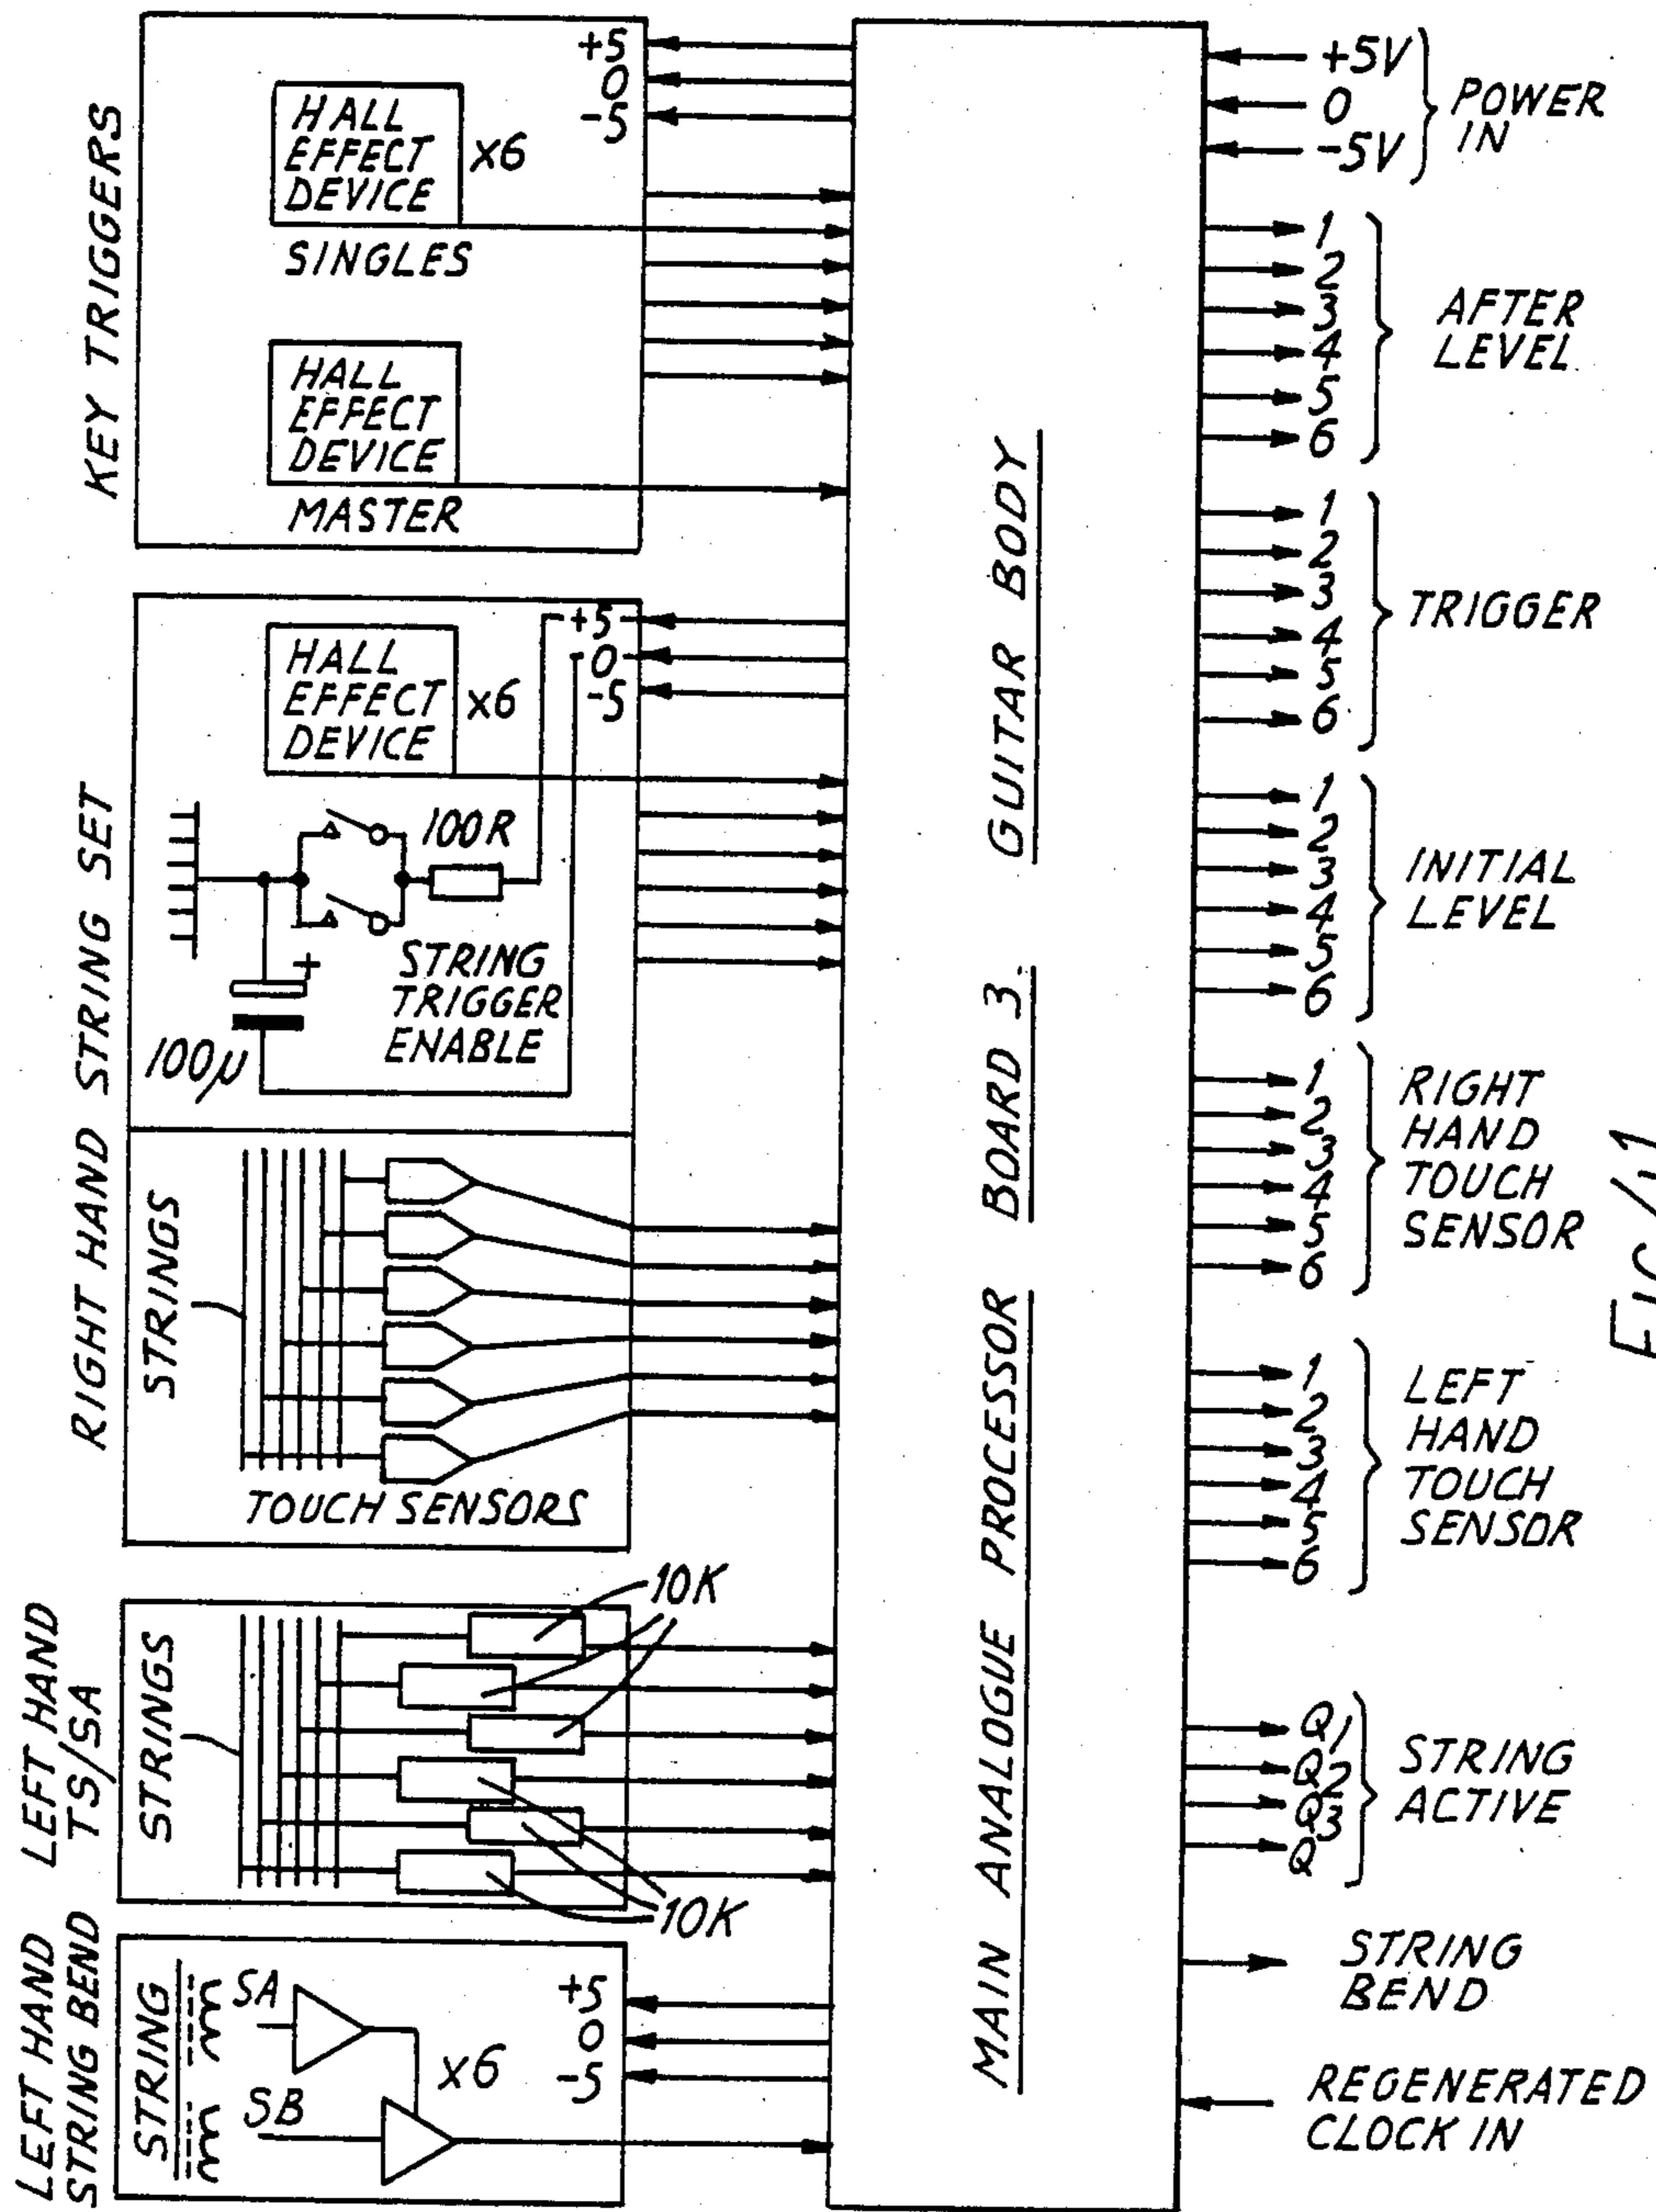 KEY TRIGGERS
HALL
EFFECT
DEVICE
x6
SINGLES
HALL
EFFECT
DEVICE
MASTER
+5
0
-5
RIGHT HAND STRING SET
HALL
EFFECT
DEVICE
x6
+5
0
-5
100R
+
100μ
STRING
TRIGGER
ENABLE
STRINGS
TOUCH SENSORS
LEFT HAND
TS/SA
STRINGS
10K
10K
LEFT HAND
STRING BEND
STRING
SA
SB
x6
+5
0
-5
MAIN ANALOGUE PROCESSOR BOARD 3. GUITAR BODY
+5V
0
-5V
POWER
IN
1
2
3
4
5
6
AFTER
LEVEL
1
2
3
4
5
6
TRIGGER
1
2
3
4
5
6
INITIAL
LEVEL
1
2
3
4
5
6
RIGHT
HAND
TOUCH
SENSOR
1
2
3
4
5
6
LEFT
HAND
TOUCH
SENSOR
Q1
Q2
Q3
Q
STRING
ACTIVE
STRING
BEND
REGENERATED
CLOCK IN